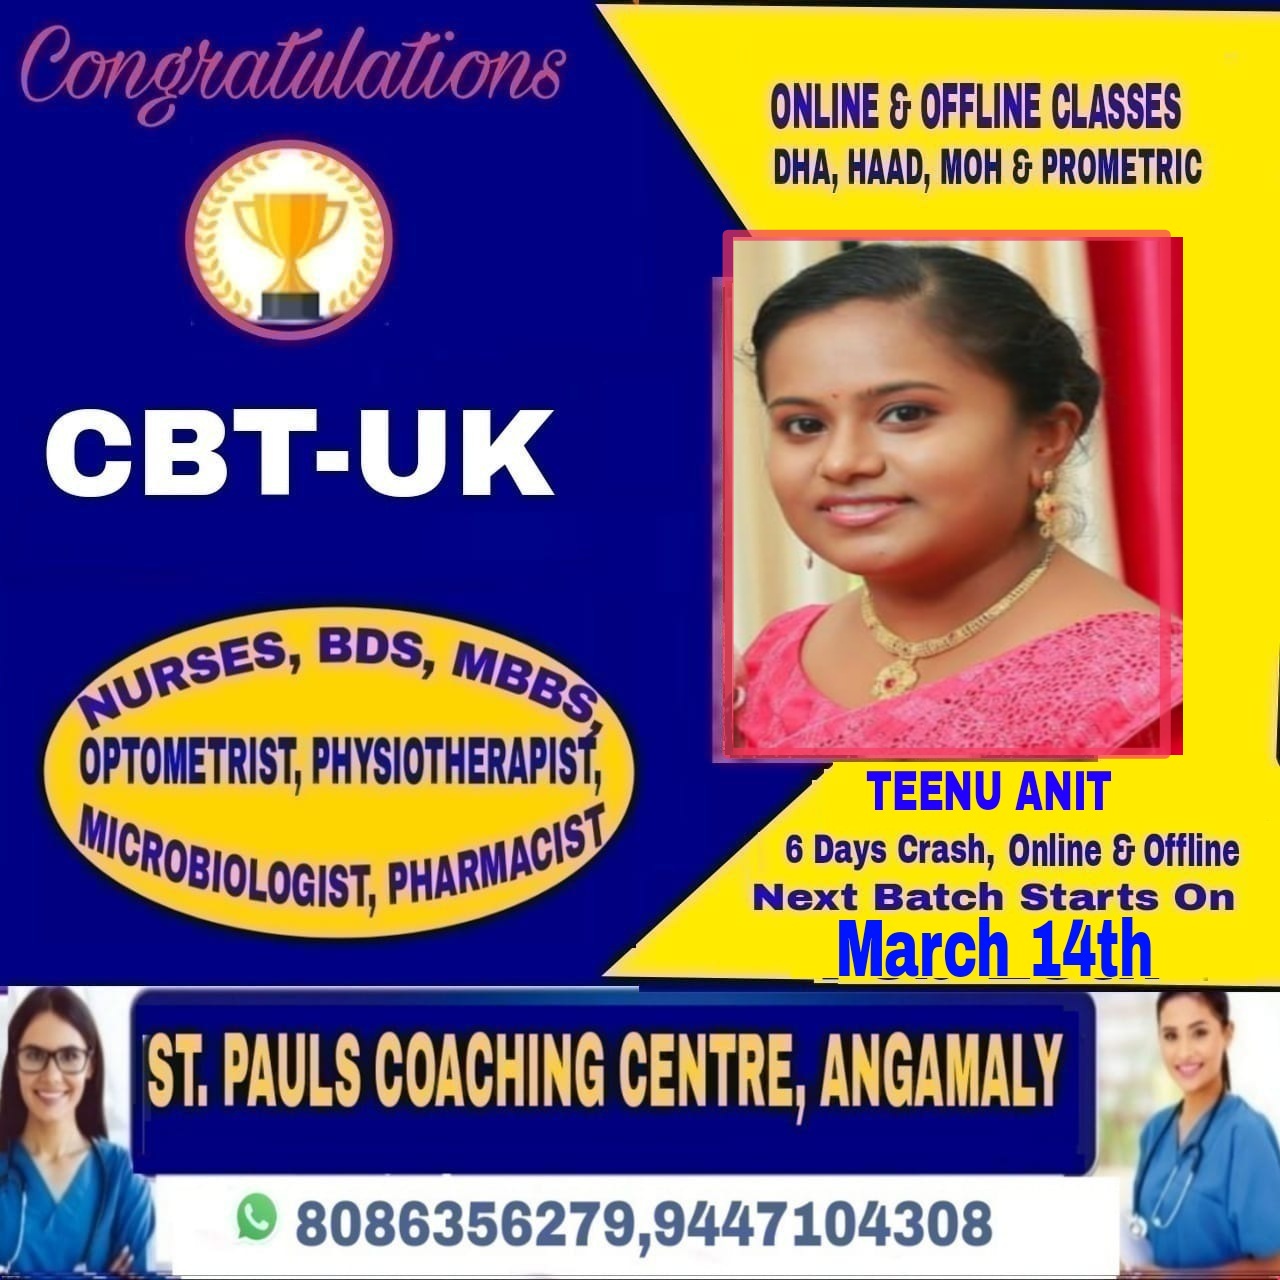 Congratulations
ONLINE & OFFLINE CLASSES
DHA, HAAD, MOH & PROMETRIC
CBT-UK
NURSES, BDS, MBBS,
OPTOMETRIST, PHYSIOTHERAPIST,
MICROBIOLOGIST, PHARMACIST
TEENU ANIT
6 Days Crash, Online & Offline
Next Batch Starts On
March 14th
ST. PAULS COACHING CENTRE, ANGAMALY
8086356279,9447104308